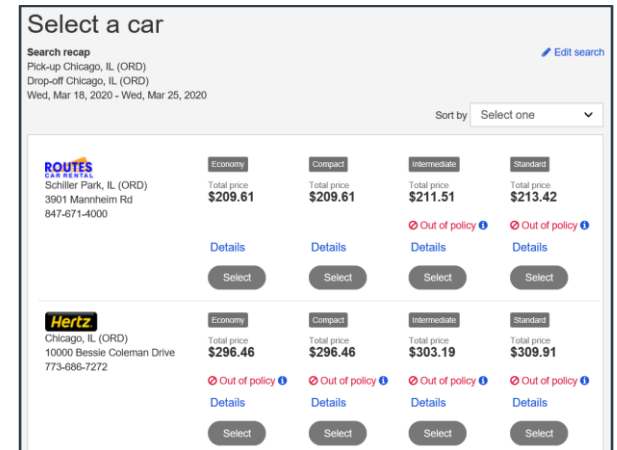 Select a car
Search recap
Edit search
Pick-up Chicago, IL (ORD)
Drop-off Chicago, IL (ORD)
Wed, Mar 18, 2020 - Wed, Mar 25, 2020
Sort by Select one
ROUTES
CAR RENTAL
Schiller Park, IL (ORD)
3901 Mannheim Rd
847-671-4000
Economy Compact Intermediate Standard
Total price Total price Total price Total price
$209.61 $209.61 $211.51 $213.42
Out of policy Out of policy
Details Details Details Details
Select Select Select Select
Hertz
Chicago, IL (ORD)
10000 Bessie Coleman Drive
773-686-7272
Economy Compact Intermediate Standard
Total price Total price Total price Total price
$296.46 $296.46 $303.19 $309.91
Out of policy Out of policy Out of policy Out of policy
Details Details Details Details
Select Select Select Select